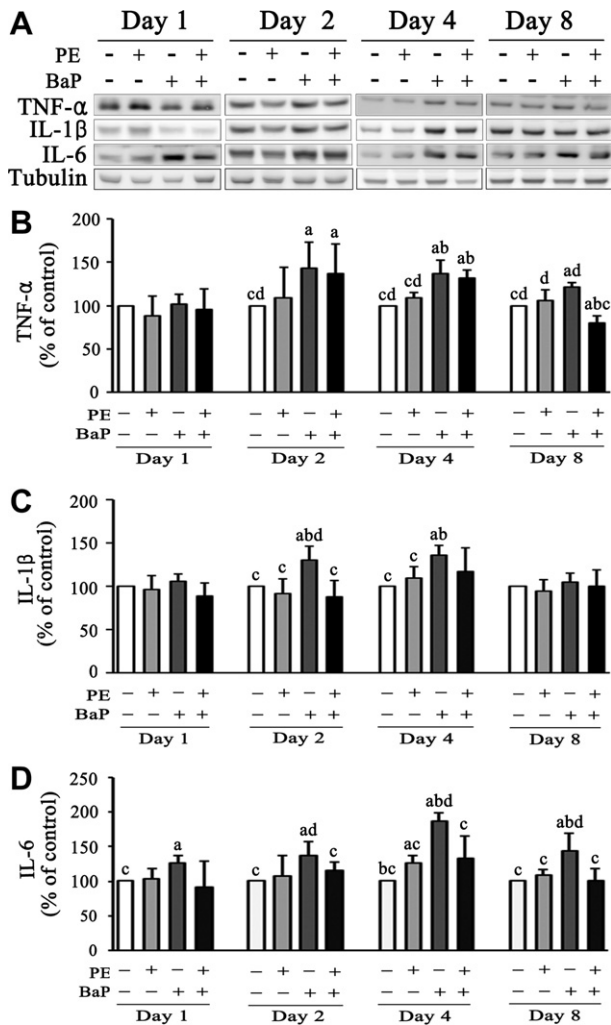 A Day 1 Day 2 Day 4 Day 8
PE - + - + - + - + - + - + - + - +
BaP - - + + - - + + - - + + - - + +
TNF-α
IL-1β
IL-6
Tubulin
B
TNF-α
(% of control)
200
150
100
50
0
cd a a cd cd ab ab cd d ad abc
PE – + – + – + – + – + – + – + – +
BaP – – + + – – + + – – + + – – + +
Day 1 Day 2 Day 4 Day 8
C
IL-1β
(% of control)
200
150
100
50
0
c c abd c c c ab
PE – + – + – + – + – + – + – + – +
BaP – – + + – – + + – – + + – – + +
Day 1 Day 2 Day 4 Day 8
D
IL-6
(% of control)
250
200
150
100
50
0
c a c ad c bc ac abd c c c abd c
PE – + – + – + – + – + – + – + – +
BaP – – + + – – + + – – + + – – + +
Day 1 Day 2 Day 4 Day 8